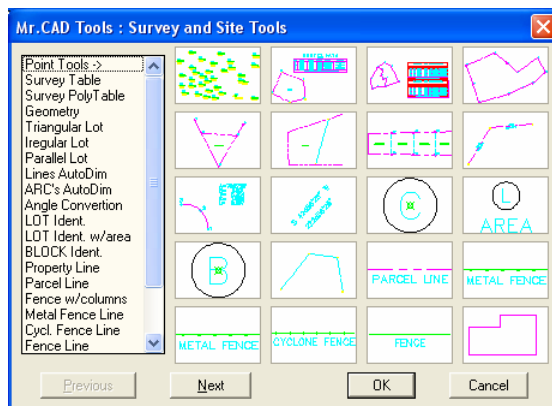 Mr.CAD Tools : Survey and Site Tools
Point Tools ->
Survey Table
Survey PolyTable
Geometry
Triangular Lot
Iregular Lot
Parallel Lot
Lines AutoDim
ARC's AutoDim
Angle Convertion
LOT Ident.
LOT Ident. w/area
BLOCK Ident.
Property Line
Parcel Line
Fence w/columns
Metal Fence Line
Cycl. Fence Line
Fence Line
C
L
AREA
B
PARCEL LINE
METAL FENCE
METAL FENCE
CYCLONE FENCE
FENCE
Previous
Next
OK
Cancel